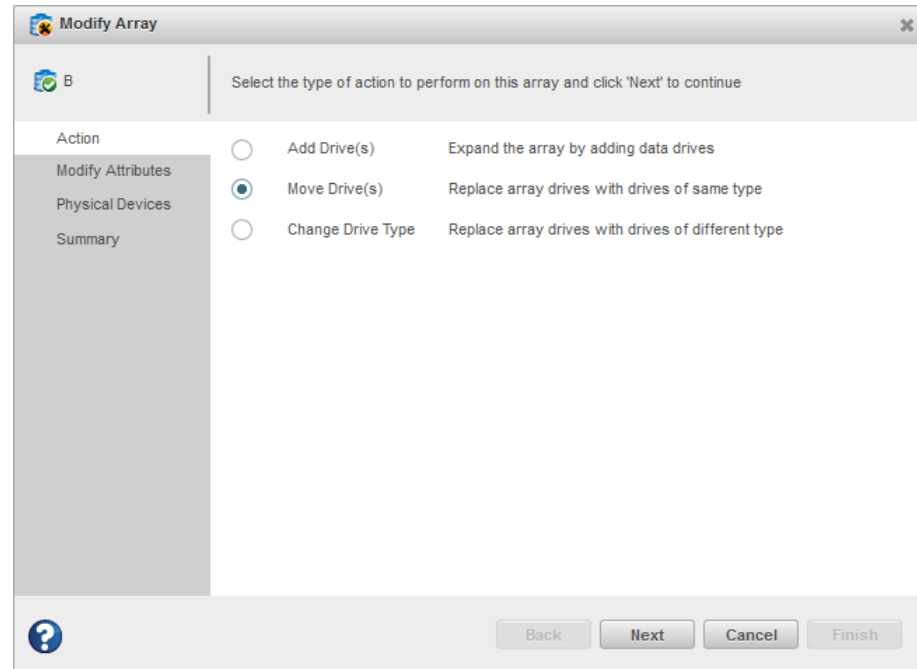 Modify Array
B
Select the type of action to perform on this array and click 'Next' to continue
Action
Modify Attributes
Physical Devices
Summary
Add Drive(s) Expand the array by adding data drives
Move Drive(s) Replace array drives with drives of same type
Change Drive Type Replace array drives with drives of different type
? Back Next Cancel Finish